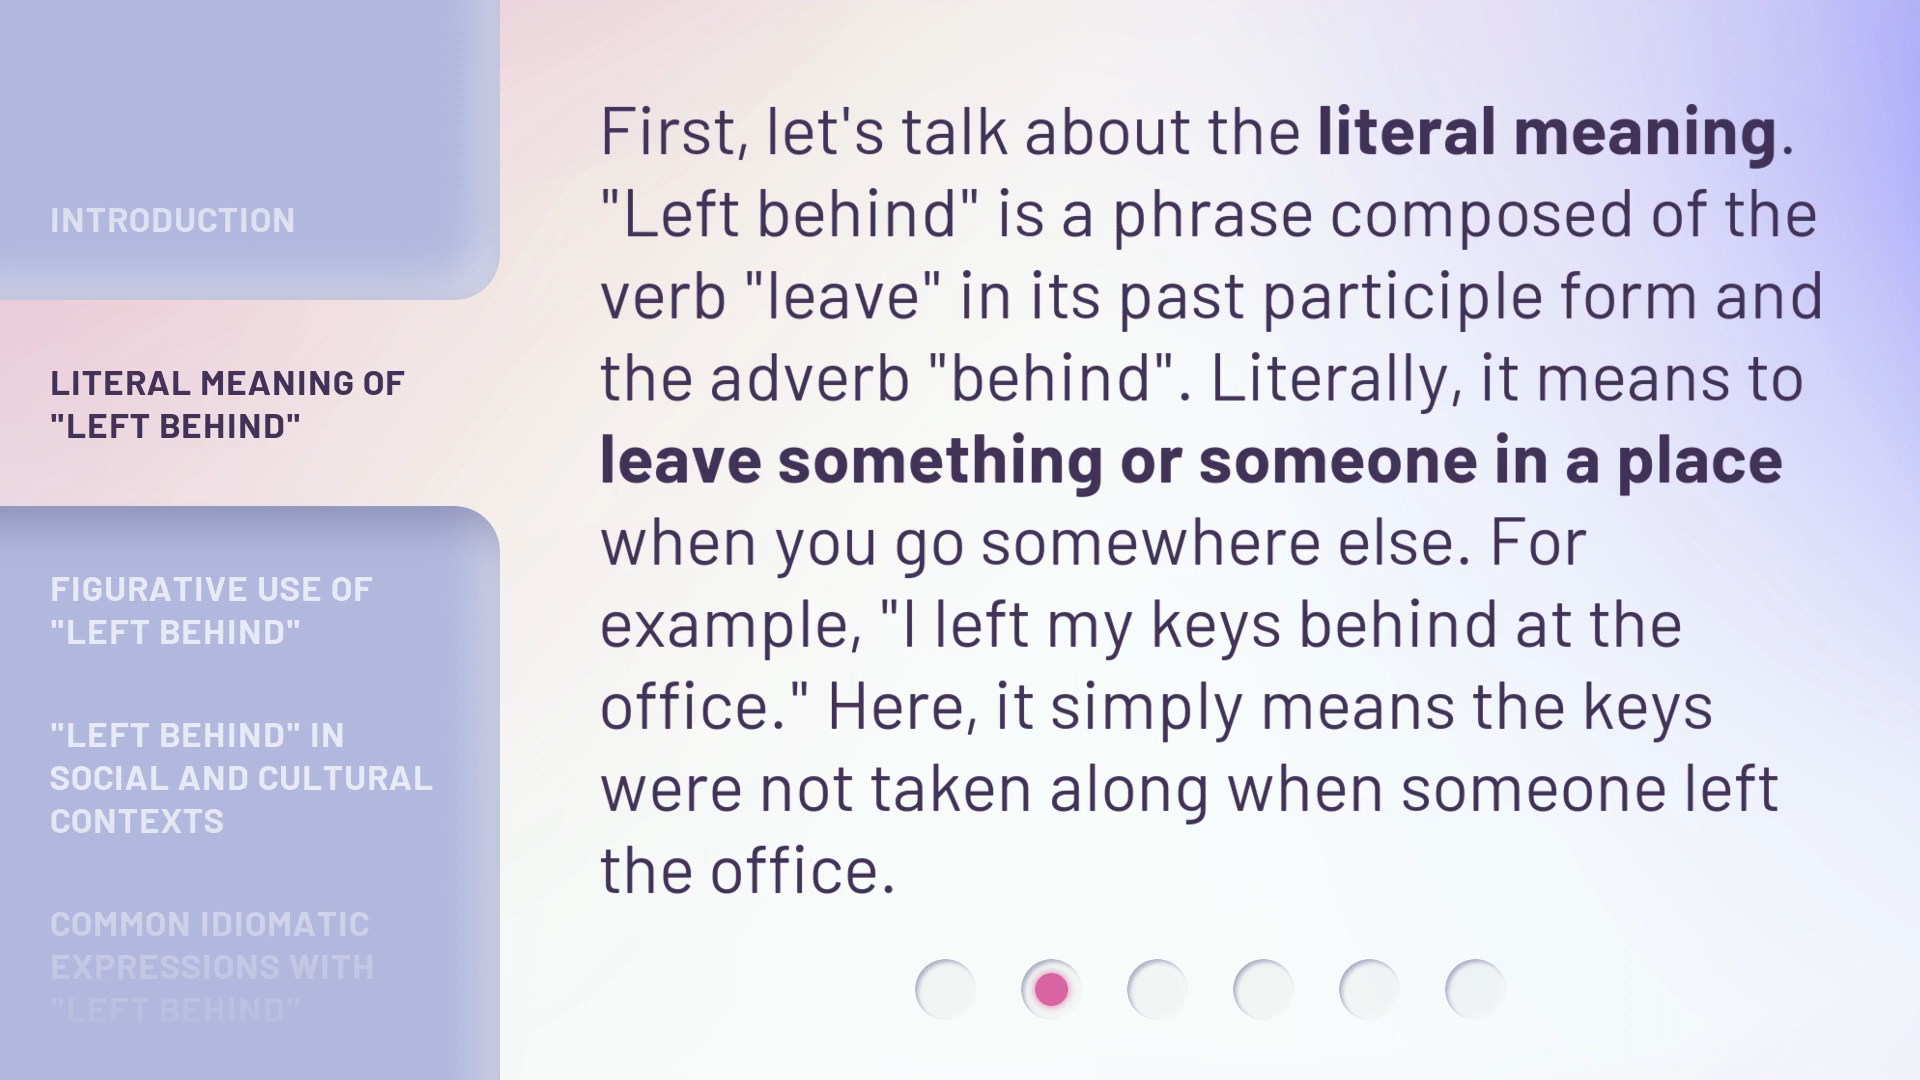 INTRODUCTION
LITERAL MEANING OF
"LEFT BEHIND"
FIGURATIVE USE OF
"LEFT BEHIND"
"LEFT BEHIND" IN
SOCIAL AND CULTURAL
CONTEXTS
COMMON IDIOMATIC
EXPRESSIONS WITH
"LEFT BEHIND"
First, let's talk about the literal meaning.
"Left behind" is a phrase composed of the
verb "leave" in its past participle form and
the adverb "behind". Literally, it means to
leave something or someone in a place
when you go somewhere else. For
example, "I left my keys behind at the
office." Here, it simply means the keys
were not taken along when someone left
the office.